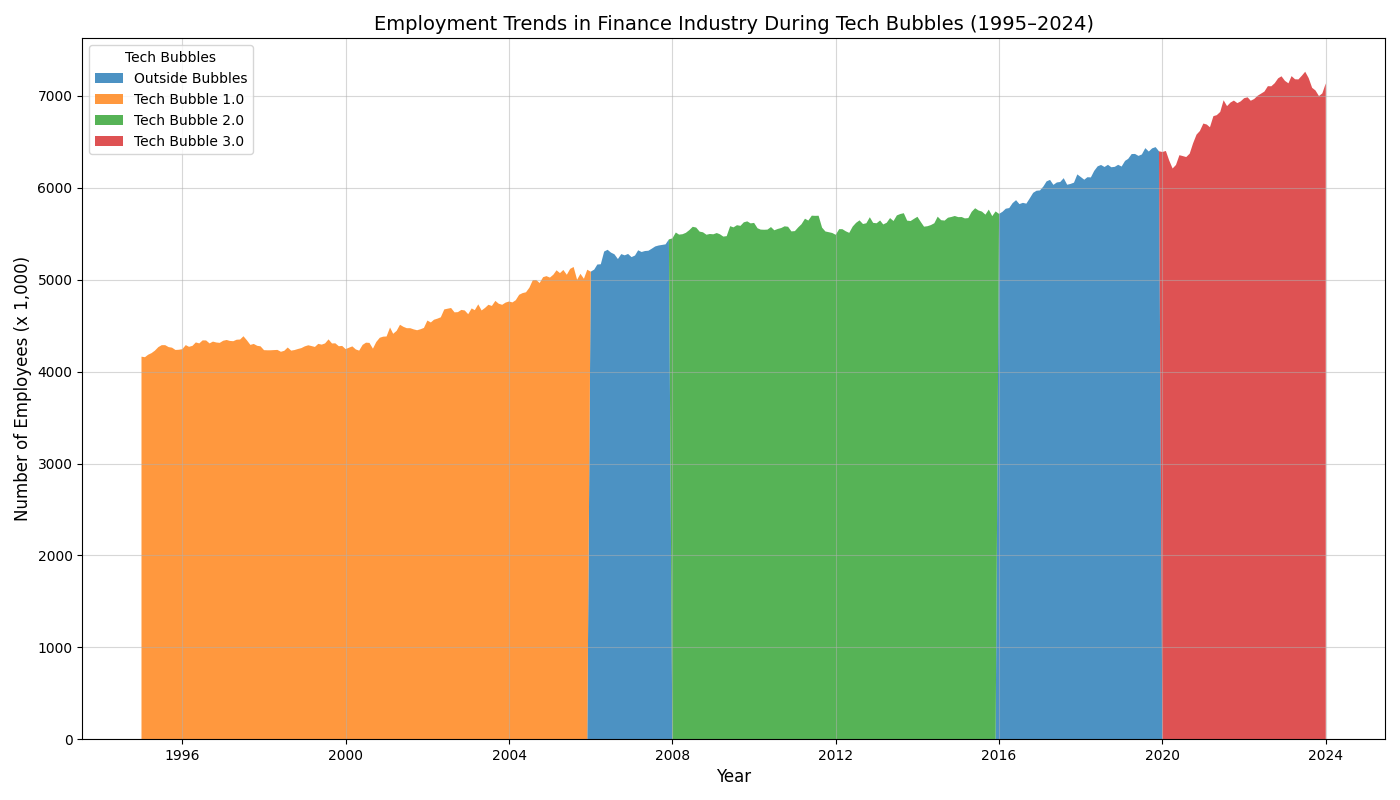 Employment Trends in Finance Industry During Tech Bubbles (1995–2024)
Tech Bubbles
Outside Bubbles
Tech Bubble 1.0
Tech Bubble 2.0
Tech Bubble 3.0
Number of Employees (x 1,000)
7000
6000
5000
4000
3000
2000
1000
0
1996 2000 2004 2008 2012 2016 2020 2024
Year